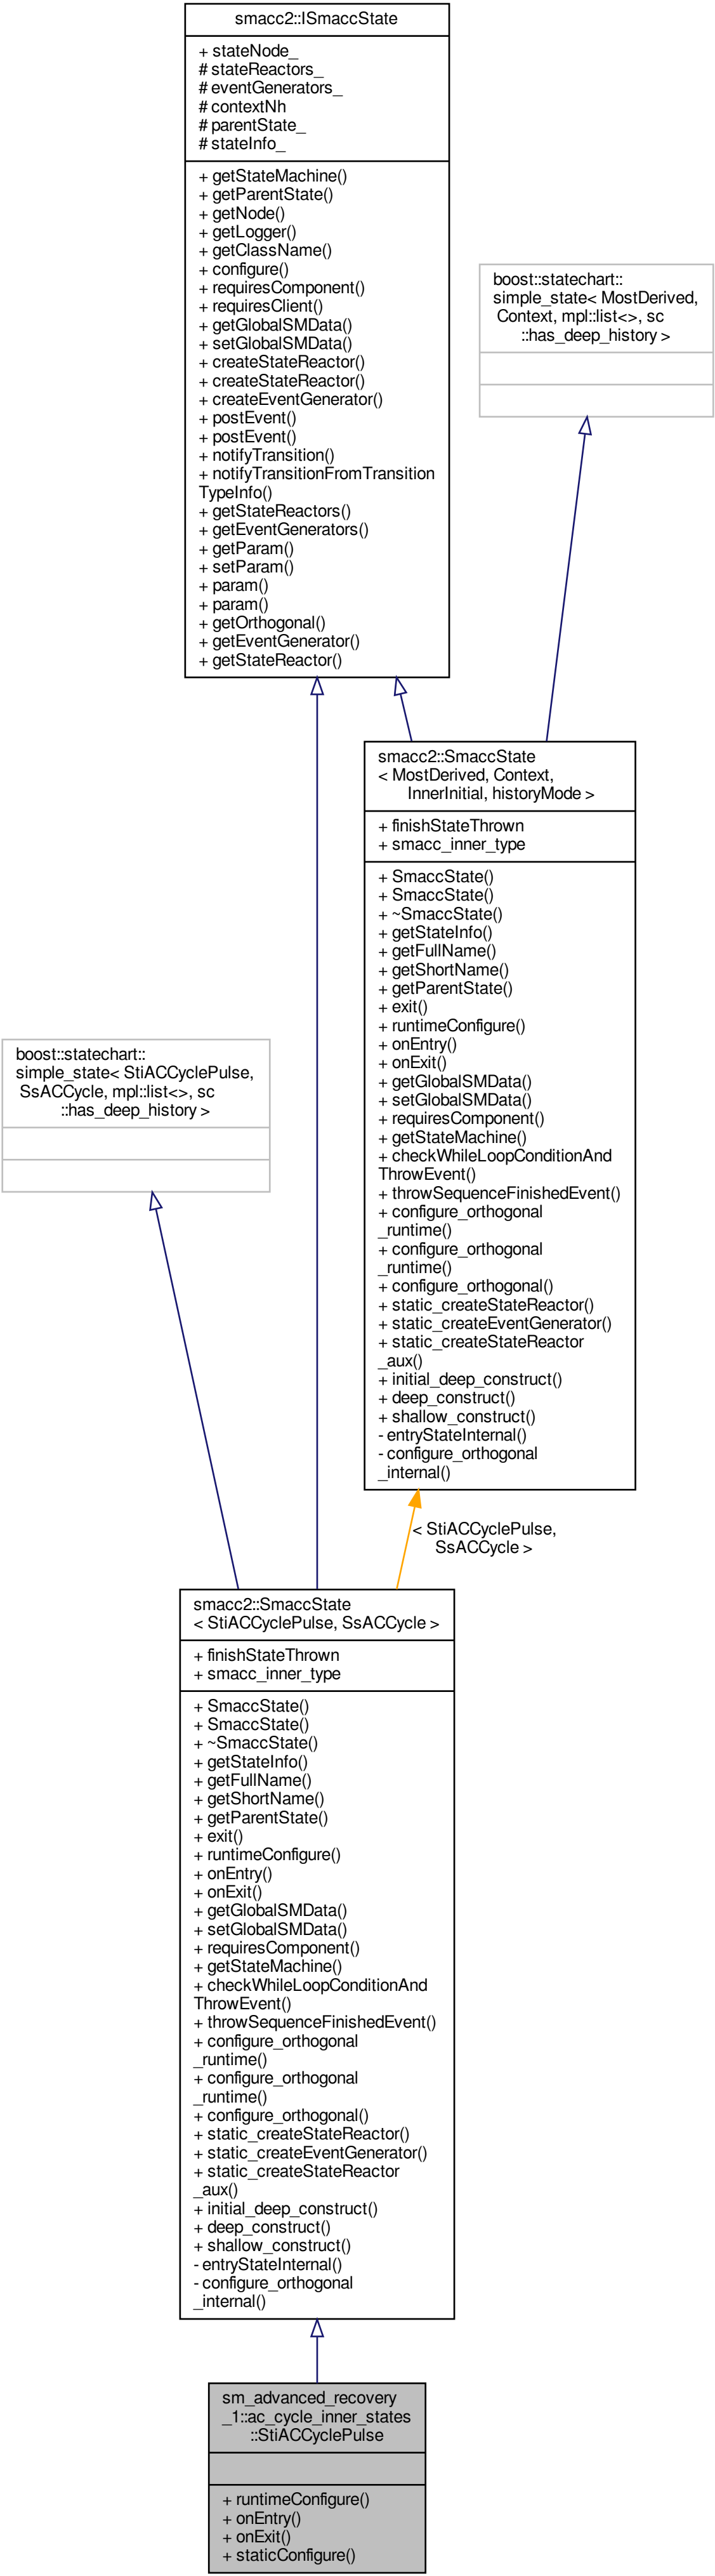 smacc2::ISmaccState
+ stateNode_
# stateReactors_
# eventGenerators_
# contextNh
# parentState_
# stateInfo_
+ getStateMachine()
+ getParentState()
+ getNode()
+ getLogger()
+ getClassName()
+ configure()
+ requiresComponent()
+ requiresClient()
+ getGlobalSMData()
+ setGlobalSMData()
+ createStateReactor()
+ createStateReactor()
+ createEventGenerator()
+ postEvent()
+ postEvent()
+ notifyTransition()
+ notifyTransitionFromTransition
TypeInfo()
+ getStateReactors()
+ getEventGenerators()
+ getParam()
+ setParam()
+ param()
+ param()
+ getOrthogonal()
+ getEventGenerator()
+ getStateReactor()
boost::statechart::
simple_state< MostDerived,
Context, mpl::list<>, sc
::has_deep_history >
smacc2::SmaccState
< MostDerived, Context,
InnerInitial, historyMode >
+ finishStateThrown
+ smacc_inner_type
+ SmaccState()
+ SmaccState()
+ ~SmaccState()
+ getStateInfo()
+ getFullName()
+ getShortName()
+ getParentState()
+ exit()
+ runtimeConfigure()
+ onEntry()
+ onExit()
+ getGlobalSMData()
+ setGlobalSMData()
+ requiresComponent()
+ getStateMachine()
+ checkWhileLoopConditionAnd
ThrowEvent()
+ throwSequenceFinishedEvent()
+ configure_orthogonal
_runtime()
+ configure_orthogonal
_runtime()
+ configure_orthogonal()
+ static_createStateReactor()
+ static_createEventGenerator()
+ static_createStateReactor
_aux()
+ initial_deep_construct()
+ deep_construct()
+ shallow_construct()
- entryStateInternal()
- configure_orthogonal
_internal()
boost::statechart::
simple_state< StiACCyclePulse,
SsACCycle, mpl::list<>, sc
::has_deep_history >
< StiACCyclePulse,
SsACCycle >
smacc2::SmaccState
< StiACCyclePulse, SsACCycle >
+ finishStateThrown
+ smacc_inner_type
+ SmaccState()
+ SmaccState()
+ ~SmaccState()
+ getStateInfo()
+ getFullName()
+ getShortName()
+ getParentState()
+ exit()
+ runtimeConfigure()
+ onEntry()
+ onExit()
+ getGlobalSMData()
+ setGlobalSMData()
+ requiresComponent()
+ getStateMachine()
+ checkWhileLoopConditionAnd
ThrowEvent()
+ throwSequenceFinishedEvent()
+ configure_orthogonal
_runtime()
+ configure_orthogonal
_runtime()
+ configure_orthogonal()
+ static_createStateReactor()
+ static_createEventGenerator()
+ static_createStateReactor
_aux()
+ initial_deep_construct()
+ deep_construct()
+ shallow_construct()
- entryStateInternal()
- configure_orthogonal
_internal()
sm_advanced_recovery
_1::ac_cycle_inner_states
::StiACCyclePulse
+ runtimeConfigure()
+ onEntry()
+ onExit()
+ staticConfigure()